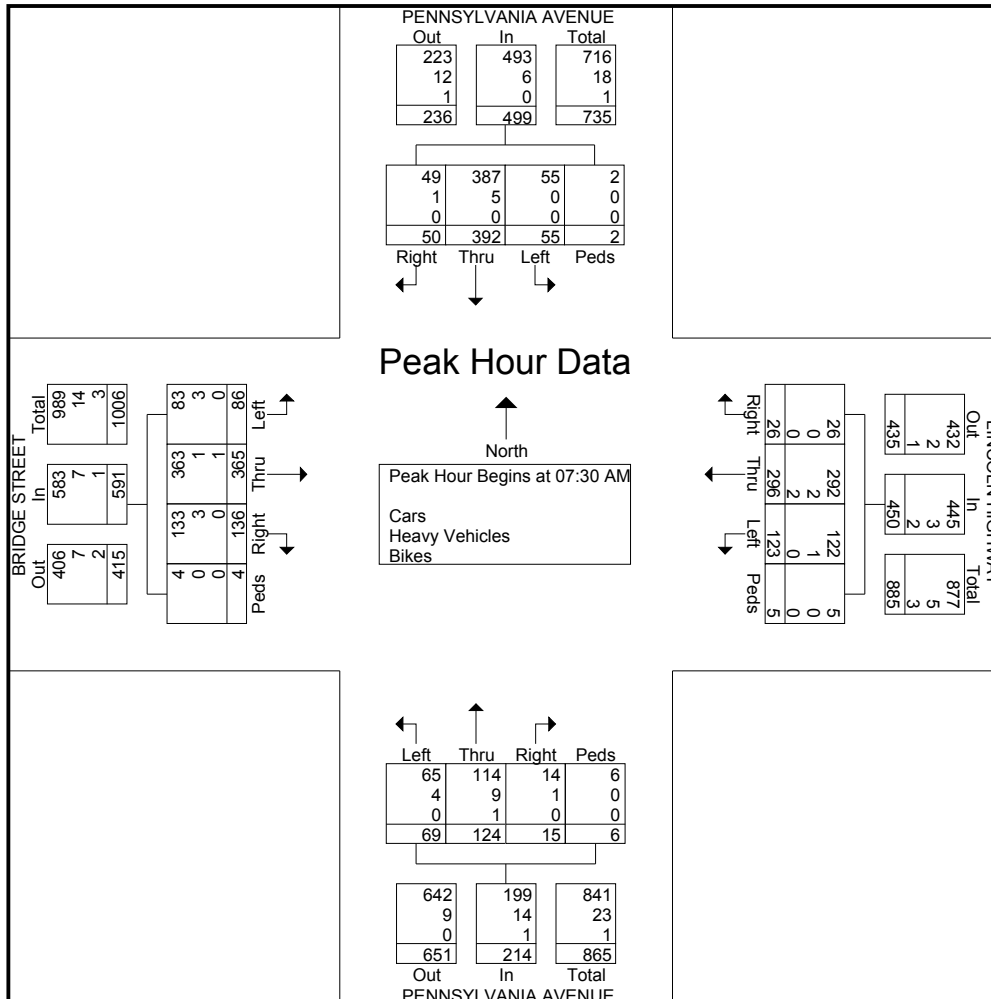 PENNSYLVANIA AVENUE
Out In Total
223 493 716
12 6 18
1 0 1
236 499 735
49 387 55 2
1 5 0 0
0 0 0 0
50 392 55 2
Right Thru Left Peds
Peak Hour Data
North
Peak Hour Begins at 07:30 AM
Cars
Heavy Vehicles
Bikes
BRIDGE STREET
Out In Total
406 583 989
7 7 14
2 1 3
415 591 1006
Peds Right Thru Left
4 133 363 83
0 3 1 3
0 0 1 0
4 136 365 86
LINCOLN HIGHWAY
Out In Total
432 445 877
2 3 5
1 2 3
435 450 885
Right Thru Left Peds
26 292 122 5
0 2 1 0
0 2 0 0
26 296 123 5
Left Thru Right Peds
65 114 14 6
4 9 1 0
0 1 0 0
69 124 15 6
642 199 841
9 14 23
0 1 1
651 214 865
Out In Total
PENNSYLVANIA AVENUE